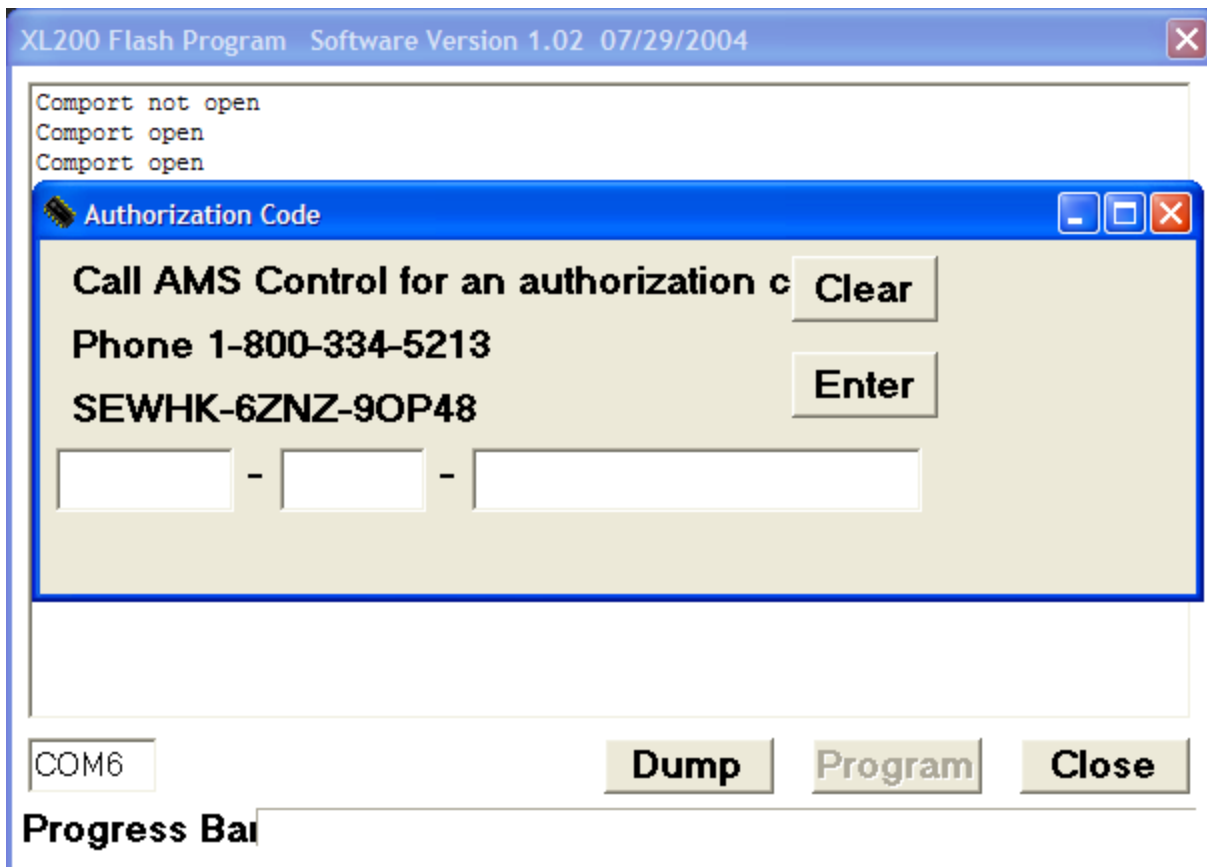 XL200 Flash Program Software Version 1.02 07/29/2004
Comport not open
Comport open
Comport open
Authorization Code
Call AMS Control for an authorization c
Clear
Phone 1-800-334-5213
Enter
SEWHK-6ZNZ-9OP48
- -
COM6
Dump
Program
Close
Progress Bar